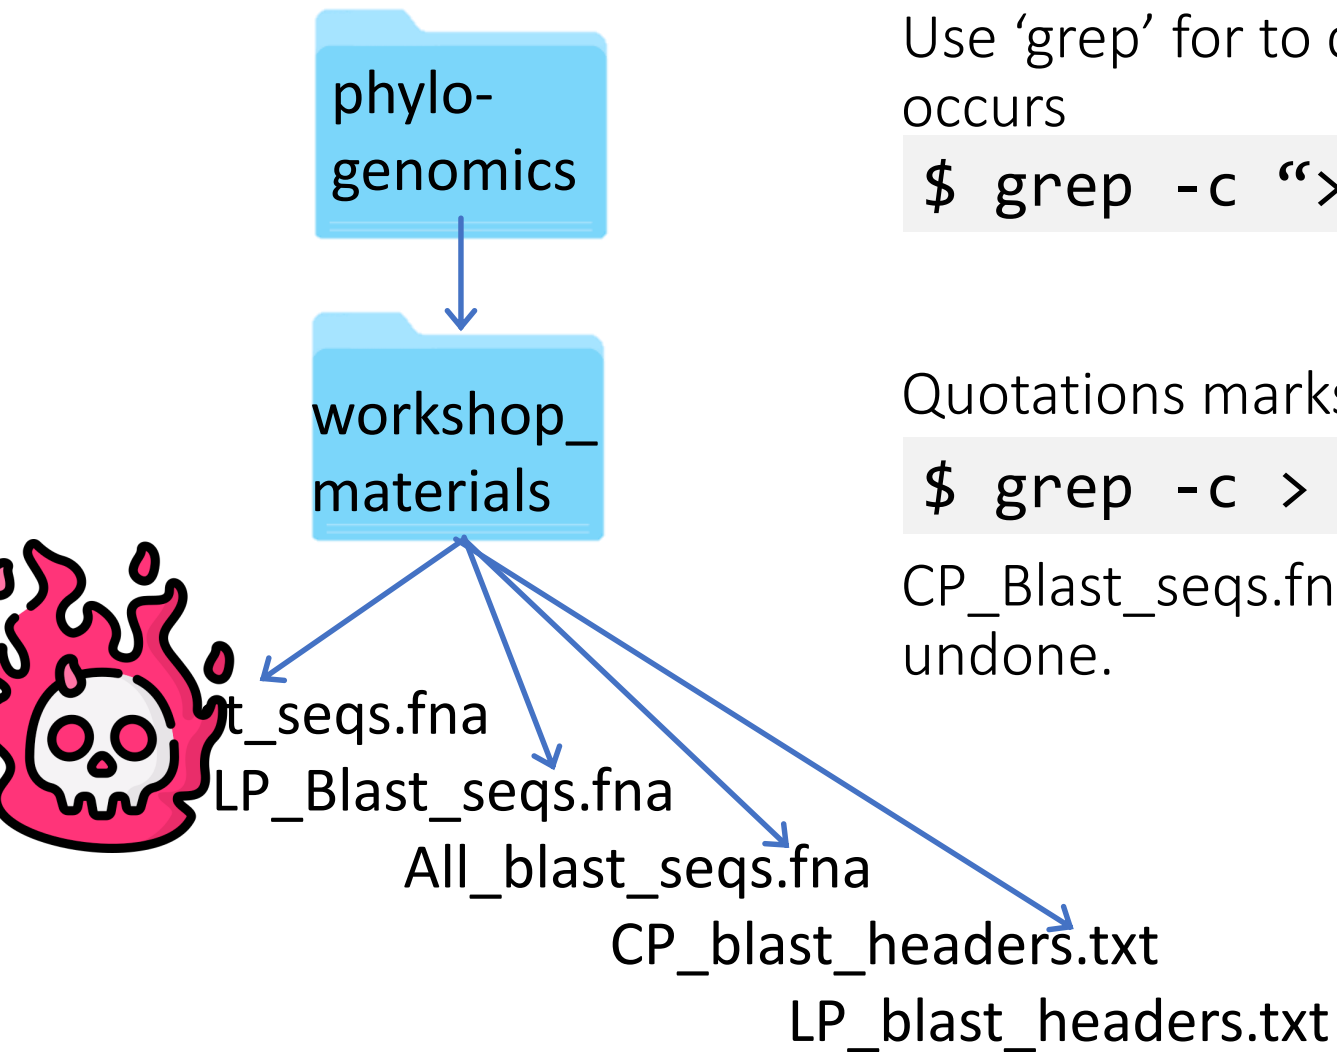 phylo-
genomics
workshop_
materials
t_seqs.fna
LP_Blast_seqs.fna
All_blast_seqs.fna
CP_blast_headers.txt
LP_blast_headers.txt
Use ‘grep’ for to
occurs
$ grep -c “>
Quotations marks
$ grep -c >
CP_Blast_seqs.fn
undone.